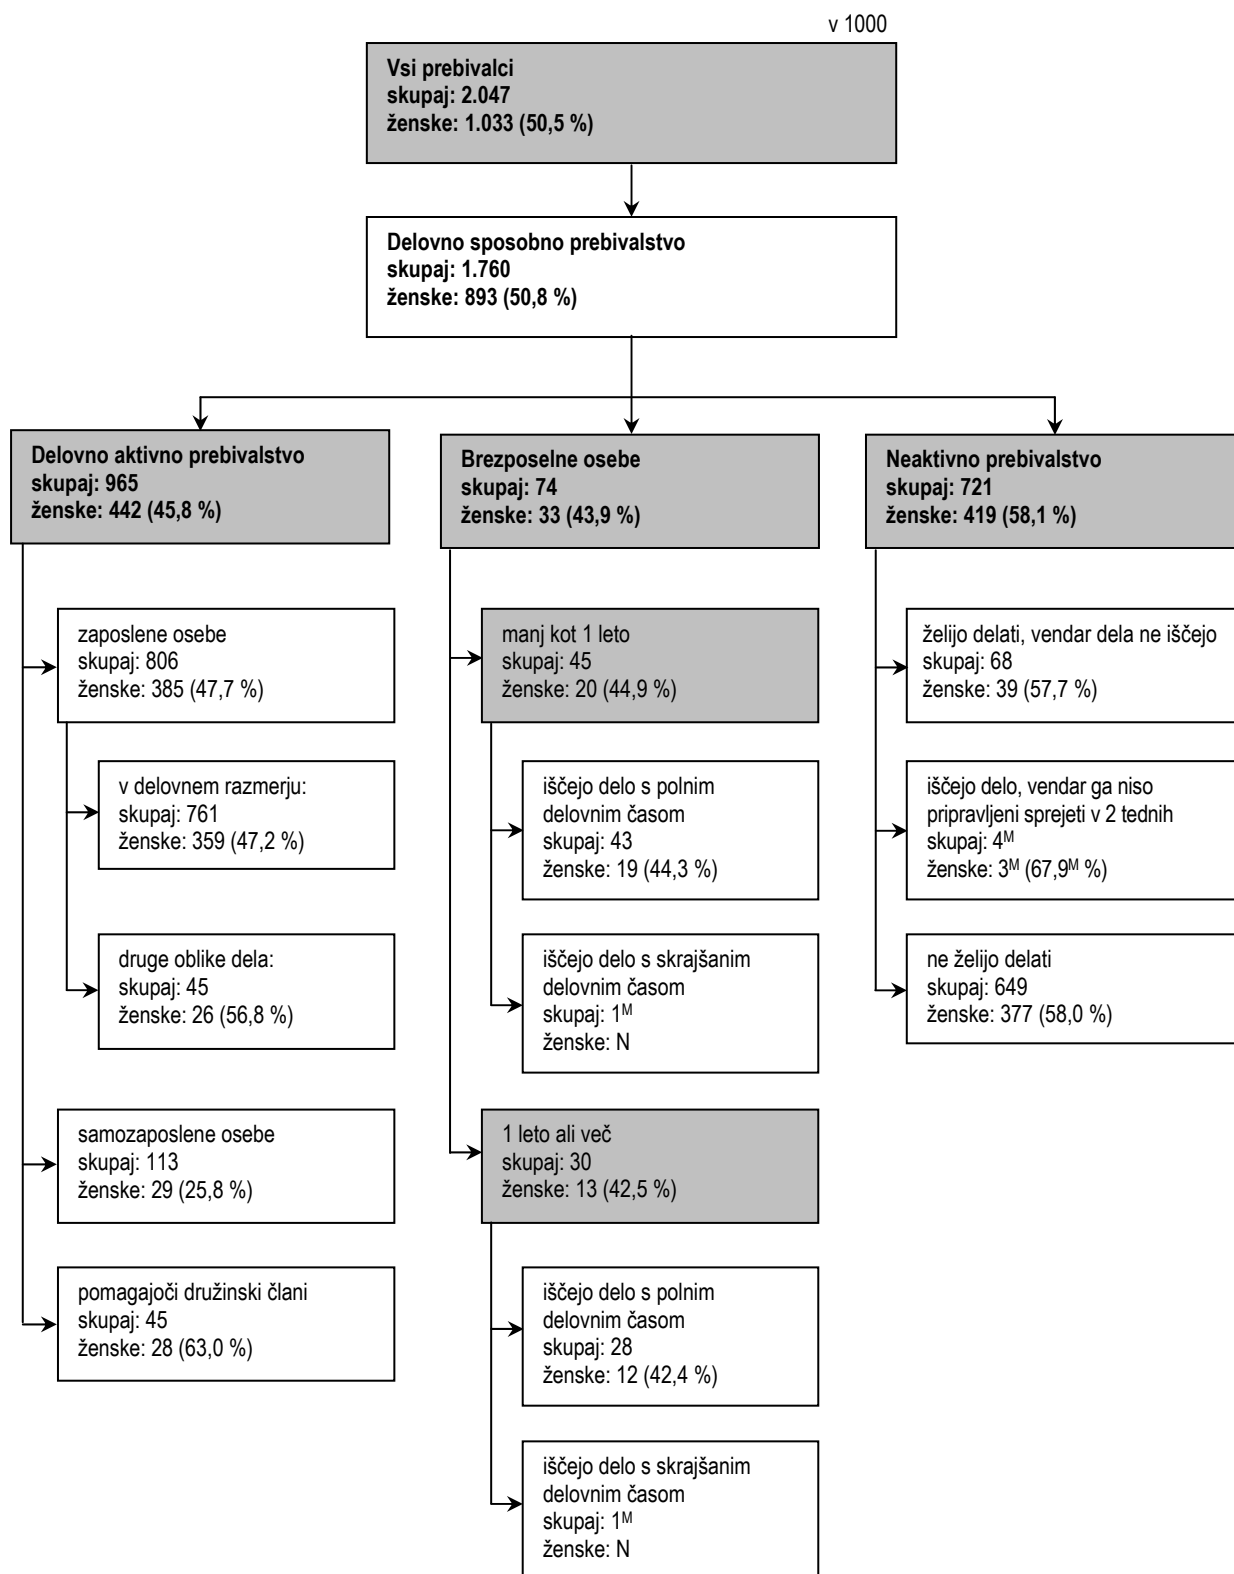 v 1000
Vsi prebivalci
skupaj: 2.047
ženske: 1.033 (50,5 %)
Delovno sposobno prebivalstvo
skupaj: 1.760
ženske: 893 (50,8 %)
Delovno aktivno prebivalstvo
skupaj: 965
ženske: 442 (45,8 %)
zaposlene osebe
skupaj: 806
ženske: 385 (47,7 %)
v delovnem razmerju:
skupaj: 761
ženske: 359 (47,2 %)
druge oblike dela:
skupaj: 45
ženske: 26 (56,8 %)
samozaposlene osebe
skupaj: 113
ženske: 29 (25,8 %)
pomagajoči družinski člani
skupaj: 45
ženske: 28 (63,0 %)
Brezposelne osebe
skupaj: 74
ženske: 33 (43,9 %)
manj kot 1 leto
skupaj: 45
ženske: 20 (44,9 %)
iščejo delo s polnim
delovnim časom
skupaj: 43
ženske: 19 (44,3 %)
iščejo delo s skrajšanim
delovnim časom
skupaj: 1ᴹ
ženske: N
1 leto ali več
skupaj: 30
ženske: 13 (42,5 %)
iščejo delo s polnim
delovnim časom
skupaj: 28
ženske: 12 (42,4 %)
iščejo delo s skrajšanim
delovnim časom
skupaj: 1ᴹ
ženske: N
Neaktivno prebivalstvo
skupaj: 721
ženske: 419 (58,1 %)
želijo delati, vendar dela ne iščejo
skupaj: 68
ženske: 39 (57,7 %)
iščejo delo, vendar ga niso
pripravljeni sprejeti v 2 tednih
skupaj: 4ᴹ
ženske: 3ᴹ (67,9ᴹ %)
ne želijo delati
skupaj: 649
ženske: 377 (58,0 %)